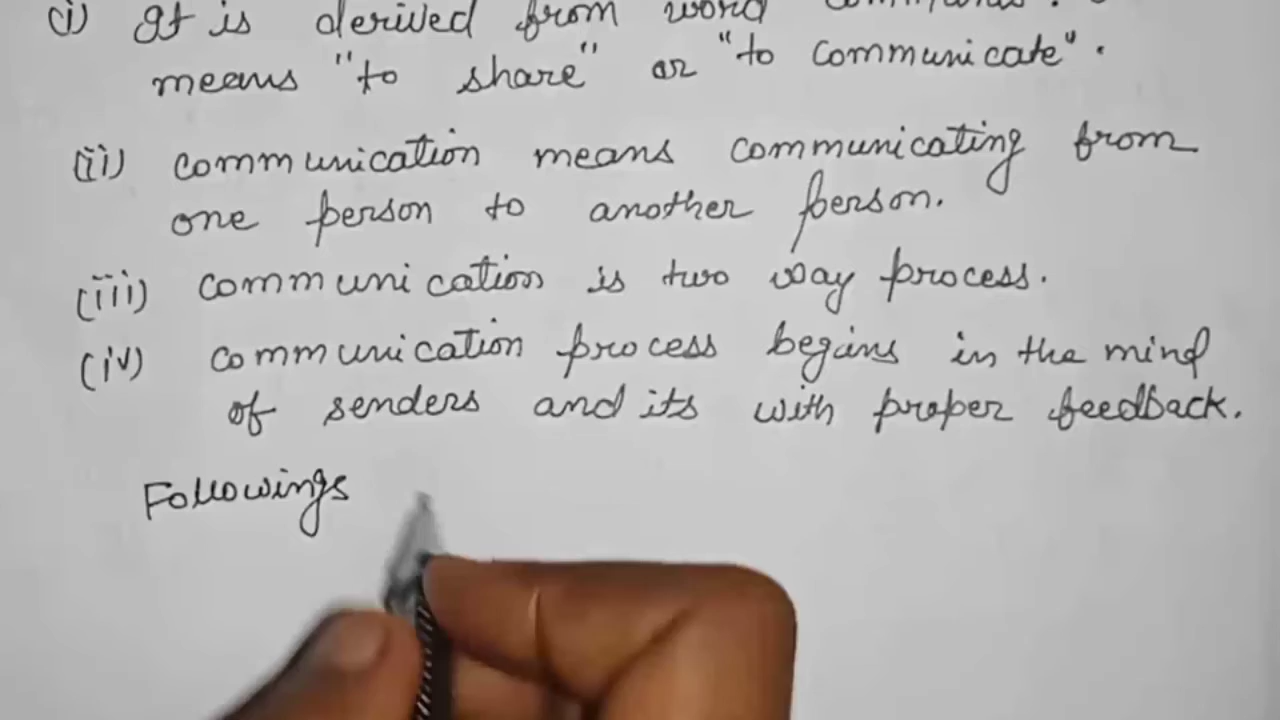 (i) It is derived from word
means "to share" or "to communicate".
(ii) communication means communicating from
one person to another person.
(iii) communication is two way process.
(iv) communication process begins in the mind
of senders and its with proper feedback.
Followings